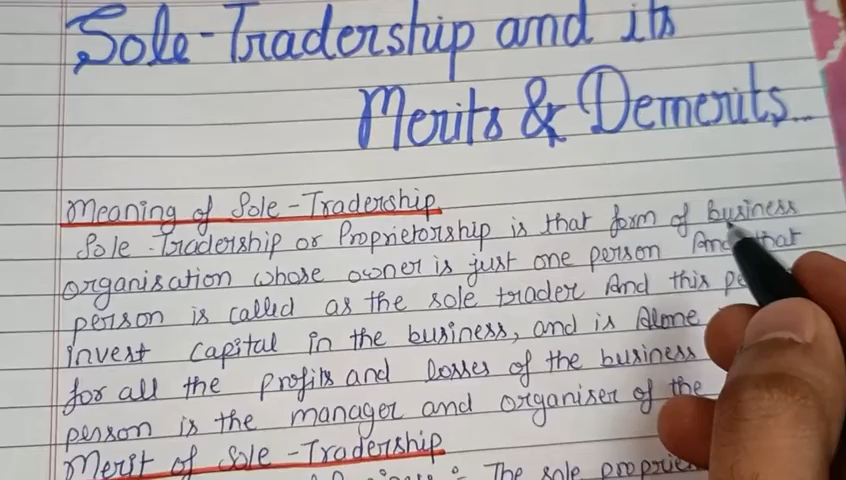 Sole-Tradership and its
Merits & Demerits...
Meaning of Sole-Tradership
Sole-Tradership or Proprietorship is that form of business
organisation whose owner is just one person And that
person is called as the sole trader And this
invest capital in the business, and is Alone
for all the profits and losses of the business
person is the manager and organiser of the
Merit of Sole-Tradership
The sole